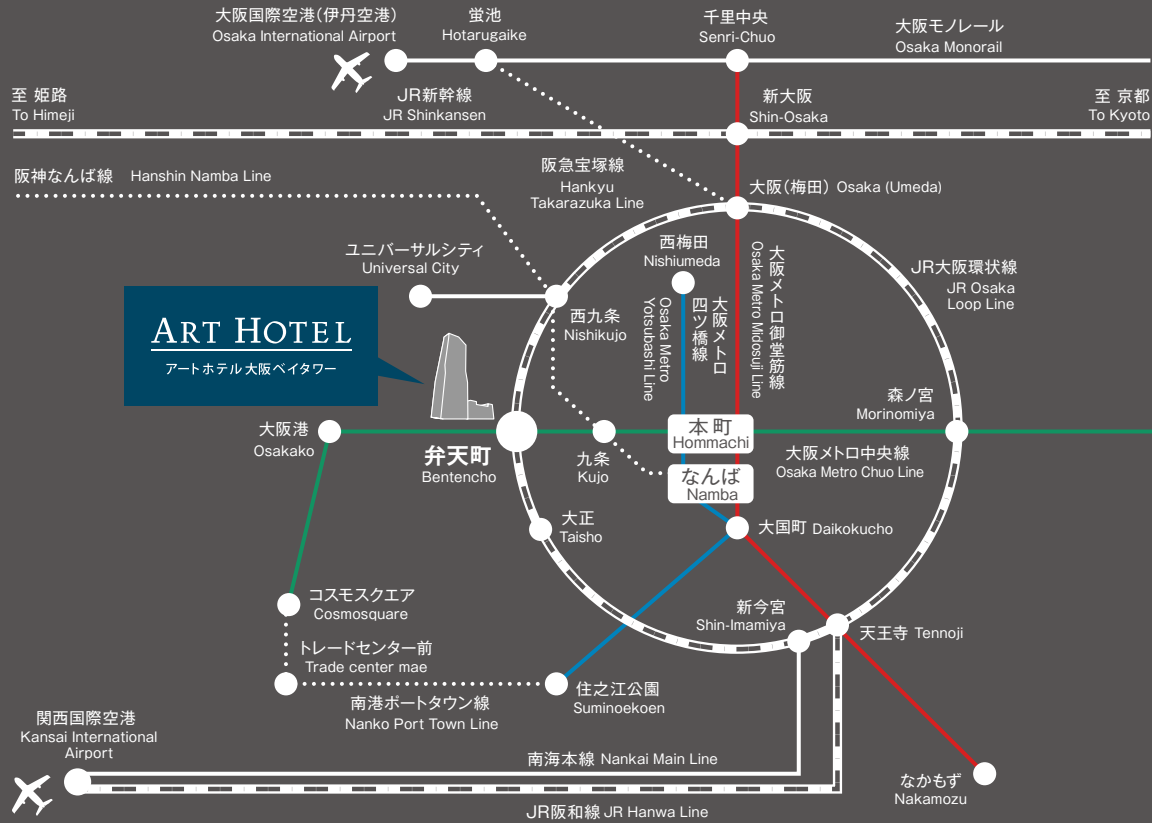 大阪国際空港(伊丹空港)
Osaka International Airport
蛍池
Hotarugaike
千里中央
Senri-Chuo
大阪モノレール
Osaka Monorail
至 姫路
To Himeji
JR新幹線
JR Shinkansen
新大阪
Shin-Osaka
至 京都
To Kyoto
阪神なんば線 Hanshin Namba Line
阪急宝塚線
Hankyu
Takarazuka Line
大阪(梅田) Osaka (Umeda)
ユニバーサルシティ
Universal City
西梅田
Nishiumeda
大阪メトロ御堂筋線
Osaka Metro Midosuji Line
JR大阪環状線
JR Osaka
Loop Line
ART HOTEL
アートホテル大阪ベイタワー
西九条
Nishikujo
大阪メトロ
四ツ橋線
Osaka Metro
Yotsubashi Line
森ノ宮
Morinomiya
大阪港
Osakako
弁天町
Bentencho
九条
Kujo
本町
Hommachi
大阪メトロ中央線
Osaka Metro Chuo Line
なんば
Namba
大正
Taisho
大国町 Daikokucho
コスモスクエア
Cosmosquare
新今宮
Shin-Imamiya
天王寺 Tennoji
トレードセンター前
Trade center mae
南港ポートタウン線
Nanko Port Town Line
住之江公園
Suminoekoen
関西国際空港
Kansai International
Airport
南海本線 Nankai Main Line
なかもず
Nakamozu
JR阪和線 JR Hanwa Line